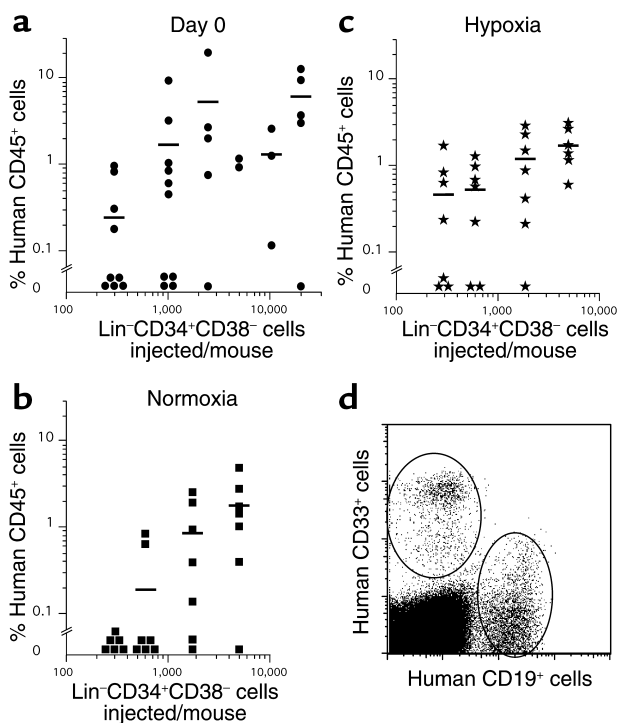 a
Day 0
% Human CD45⁺ cells
10
1
0.1
0
100
1,000
10,000
Lin⁻CD34⁺CD38⁻ cells
injected/mouse
c
Hypoxia
% Human CD45⁺ cells
10
1
0.1
0
100
1,000
10,000
Lin⁻CD34⁺CD38⁻ cells
injected/mouse
b
Normoxia
% Human CD45⁺ cells
10
1
0.1
0
100
1,000
10,000
Lin⁻CD34⁺CD38⁻ cells
injected/mouse
d
Human CD33⁺ cells
Human CD19⁺ cells